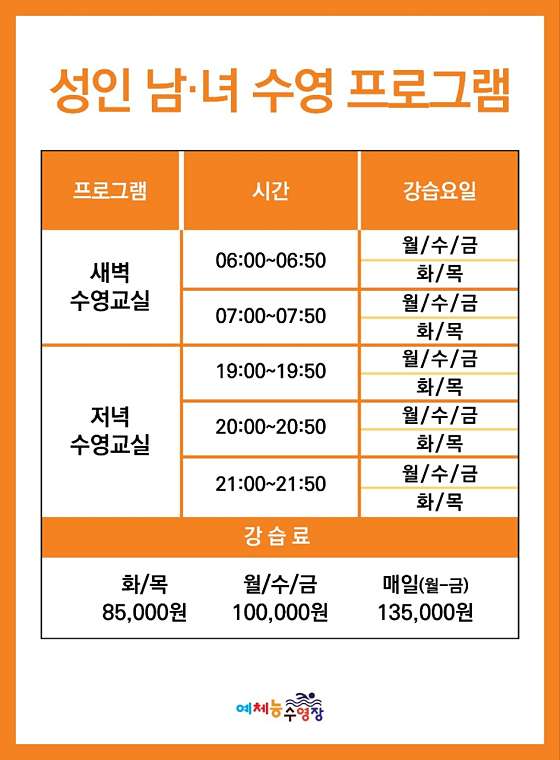 성인 남·녀 수영 프로그램
프로그램 시간 강습요일
새벽
수영교실
06:00~06:50
월/수/금
화/목
07:00~07:50
월/수/금
화/목
저녁
수영교실
19:00~19:50
월/수/금
화/목
20:00~20:50
월/수/금
화/목
21:00~21:50
월/수/금
화/목
강습료
화/목 월/수/금 매일(월-금)
85,000원 100,000원 135,000원
예체능수영장